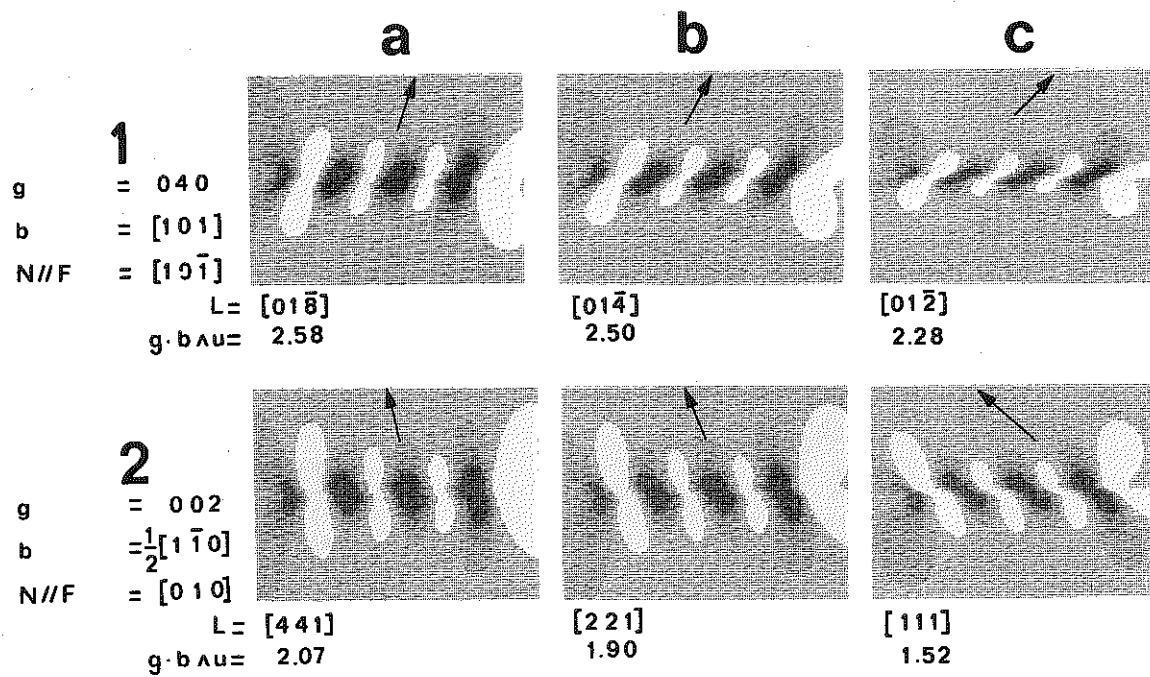 a b c
1
g = 040
b = [101]
N//F = [101̄]
L = [018̄] [014̄] [012̄]
g·b∧u= 2.58 2.50 2.28
2
g = 002
b =½[11̄0]
N//F = [010]
L = [441] [221] [111]
g·b∧u= 2.07 1.90 1.52